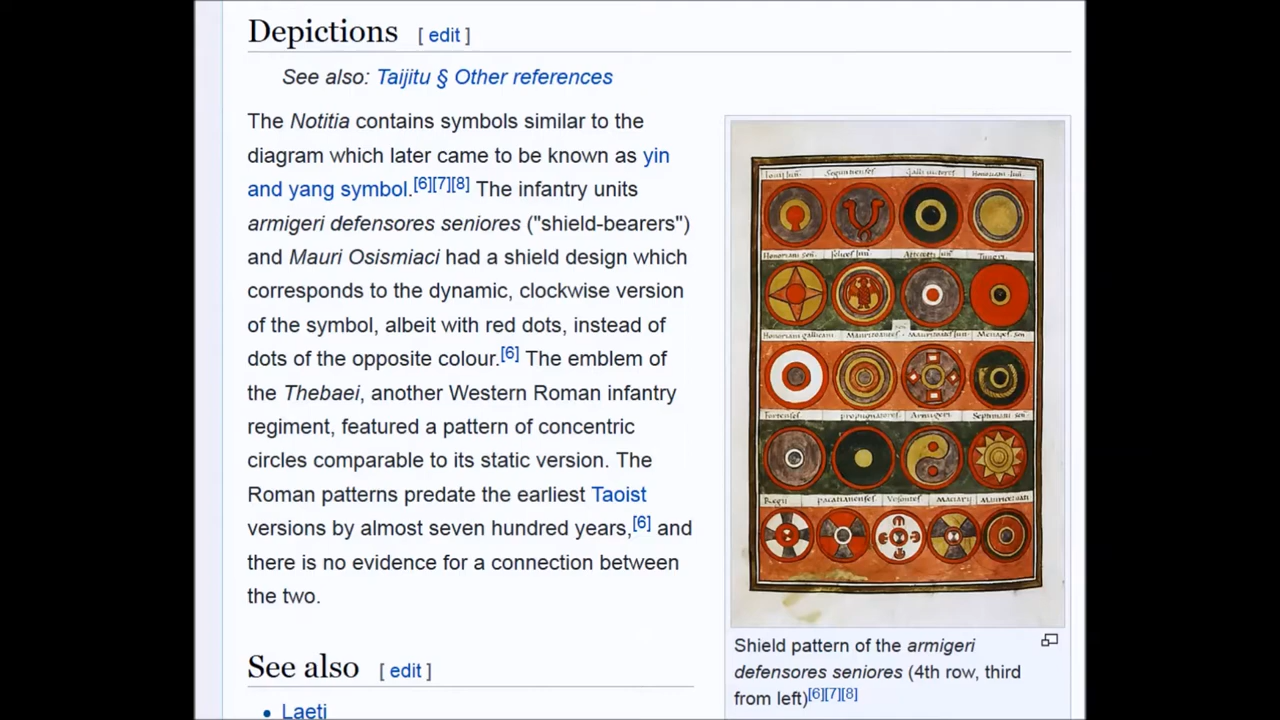 Depictions [ edit ]
See also: Taijitu § Other references
The Notitia contains symbols similar to the
diagram which later came to be known as yin
and yang symbol.[6][7][8] The infantry units
armigeri defensores seniores ("shield-bearers")
and Mauri Osismiaci had a shield design which
corresponds to the dynamic, clockwise version
of the symbol, albeit with red dots, instead of
dots of the opposite colour.[6] The emblem of
the Thebaei, another Western Roman infantry
regiment, featured a pattern of concentric
circles comparable to its static version. The
Roman patterns predate the earliest Taoist
versions by almost seven hundred years,[6] and
there is no evidence for a connection between
the two.
See also [ edit ]
• Laeti
Shield pattern of the armigeri
defensores seniores (4th row, third
from left)[6][7][8]